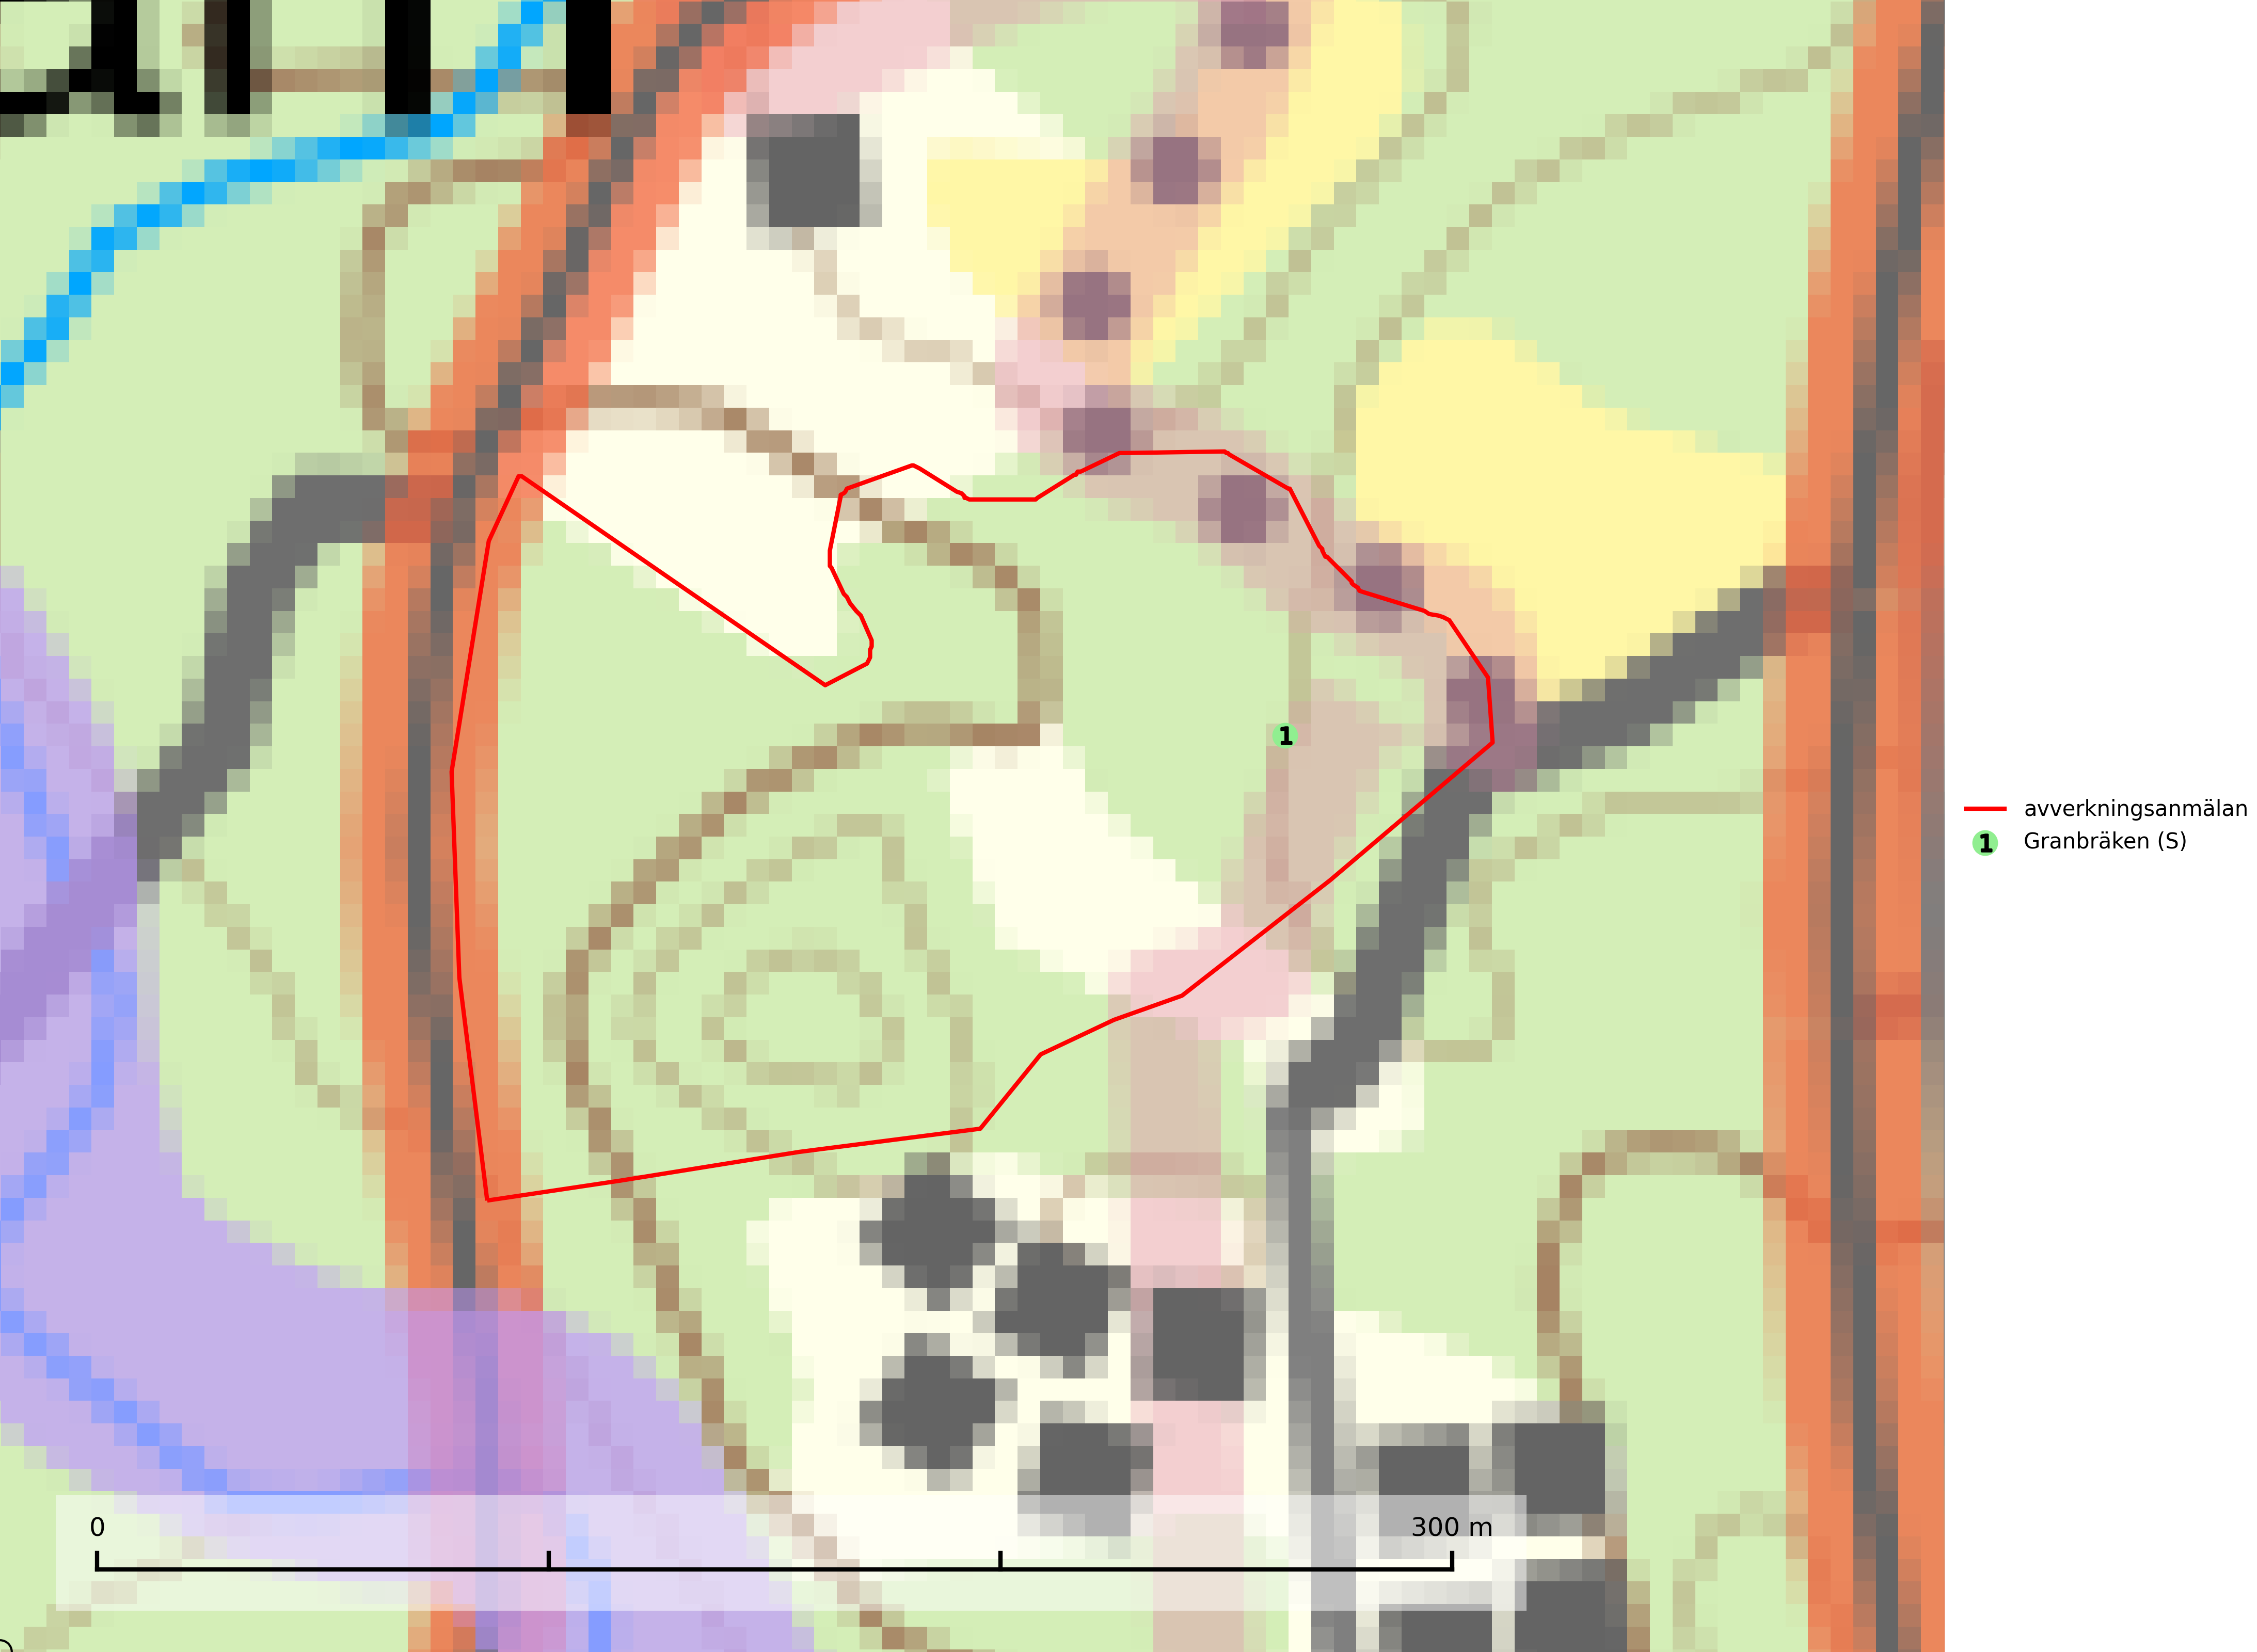 1
avverkningsanmälan
1 Granbräken (S)
0 300 m